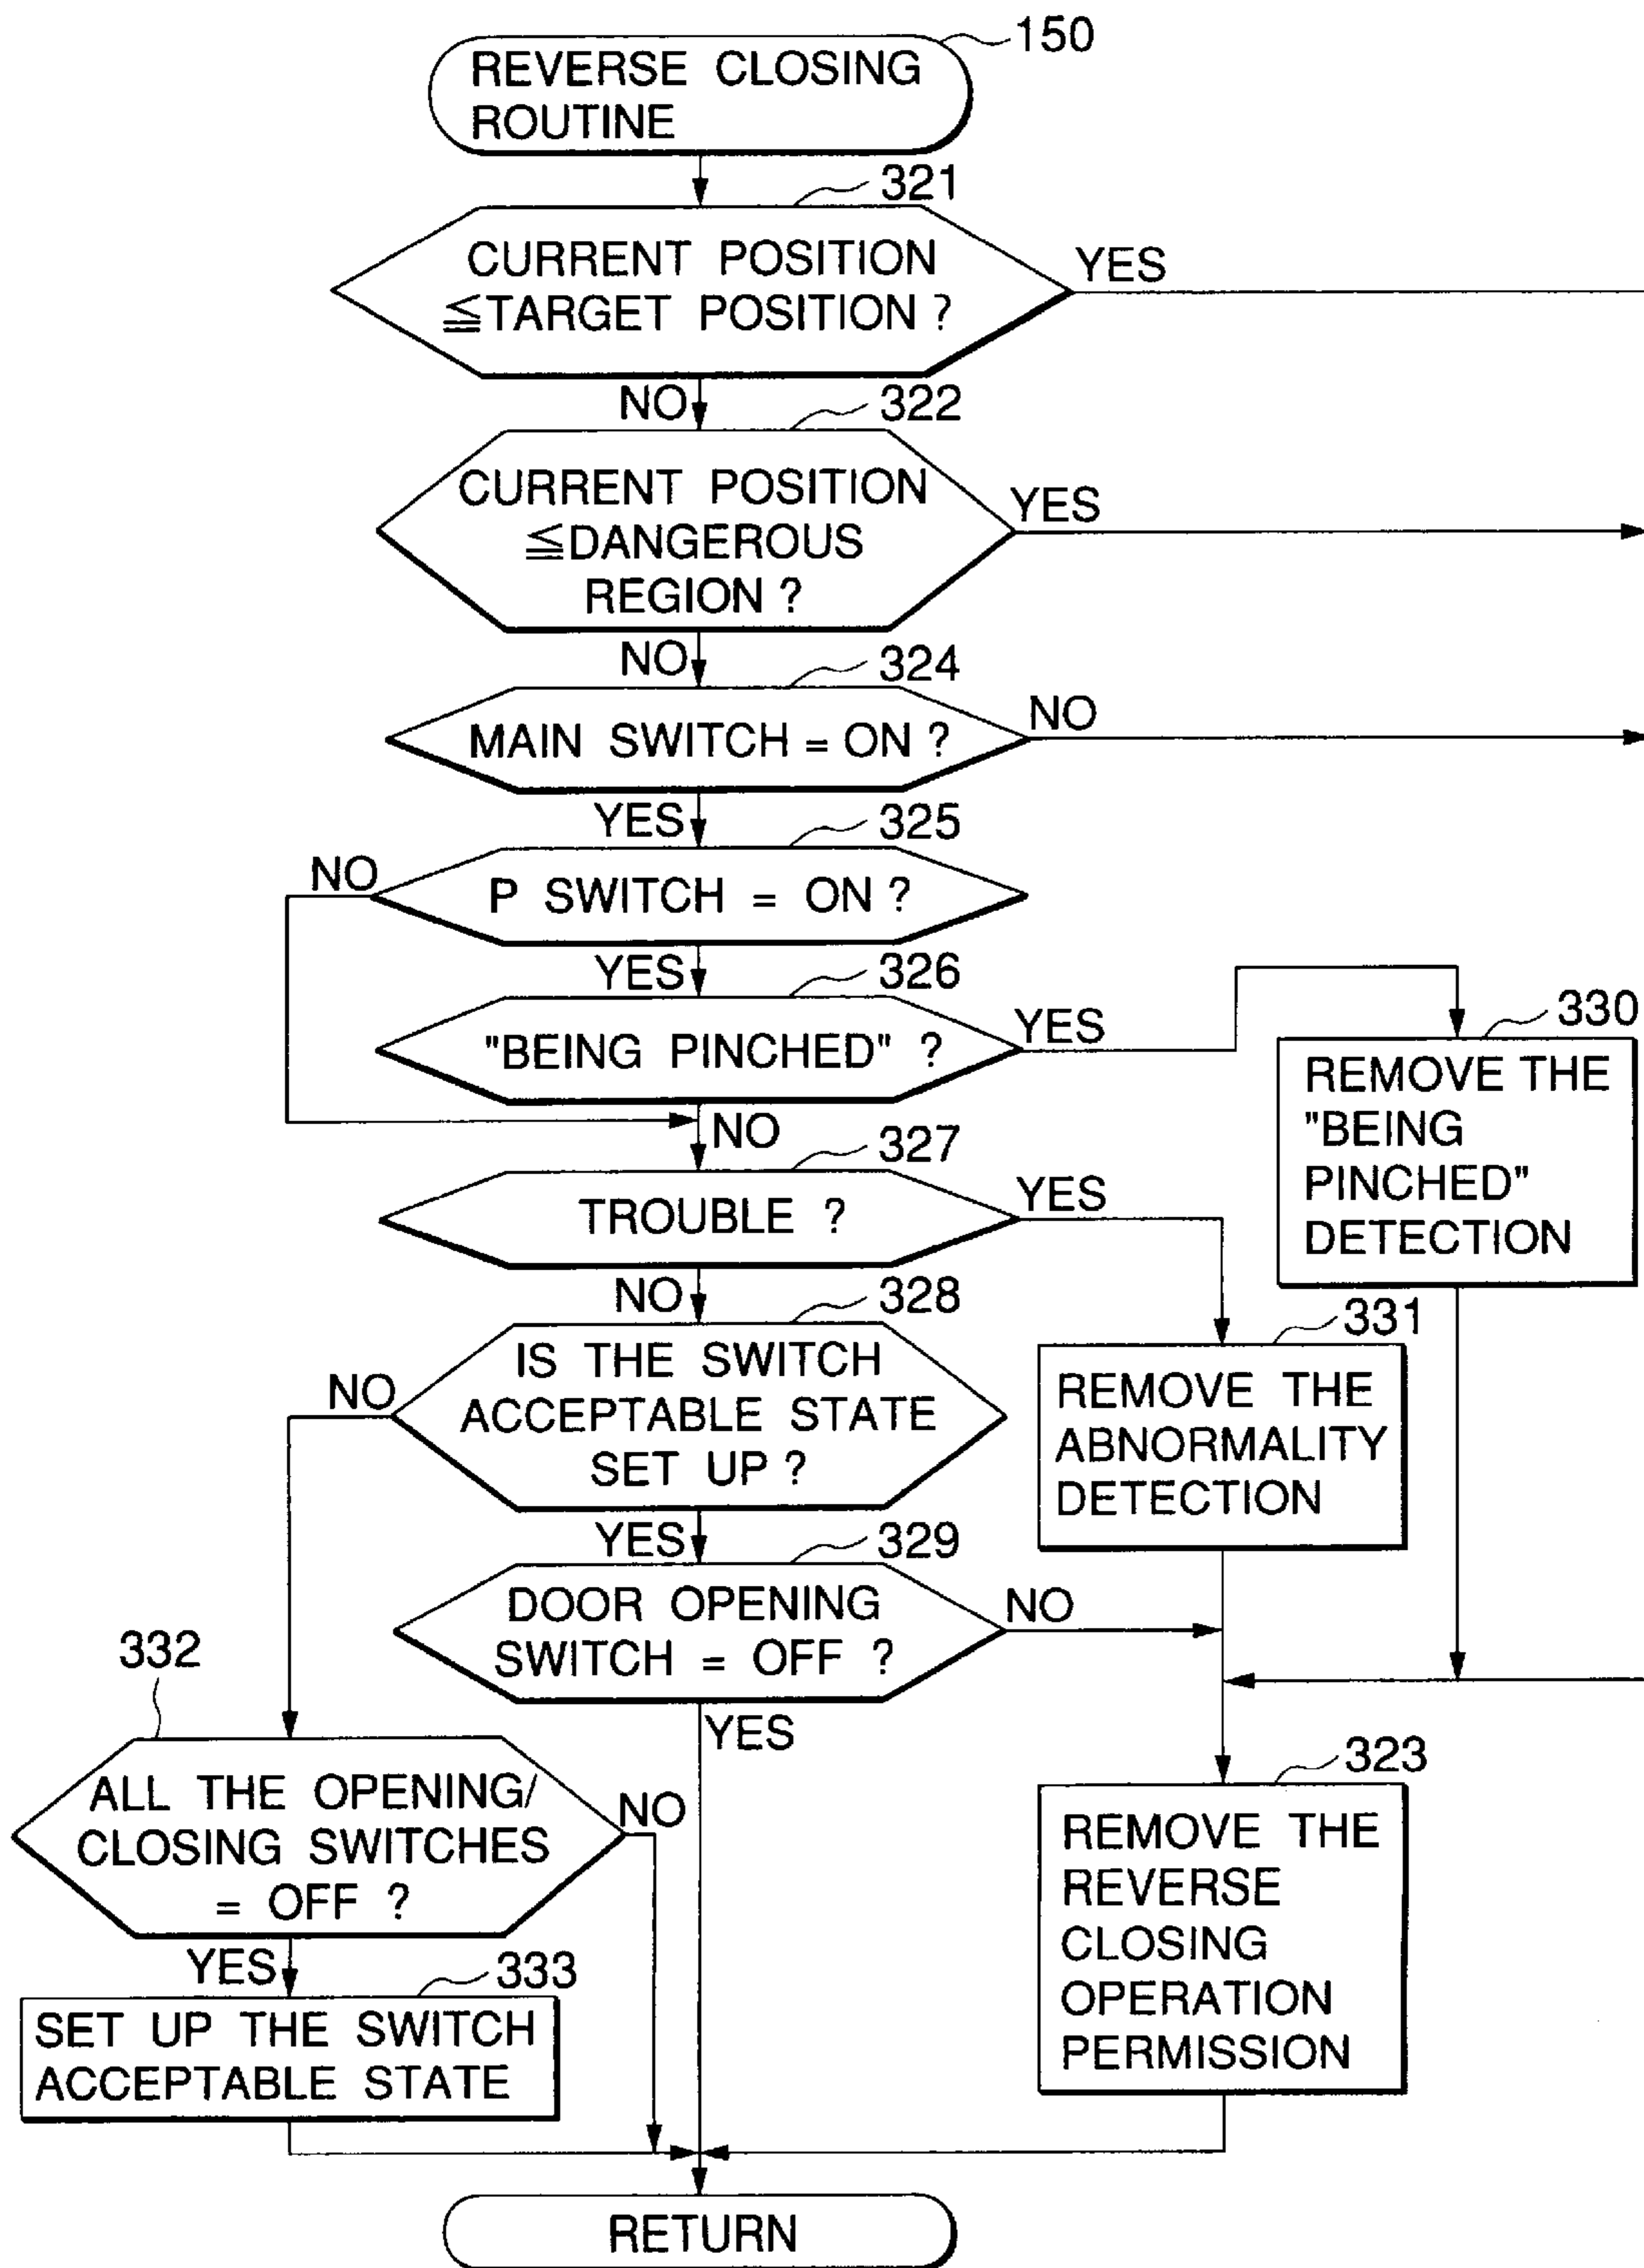 150
REVERSE CLOSING
ROUTINE
321
CURRENT POSITION
≦TARGET POSITION ?
YES
NO
322
CURRENT POSITION
≦DANGEROUS
REGION ?
YES
NO
324
MAIN SWITCH = ON ?
NO
YES
325
NO
P SWITCH = ON ?
YES
326
"BEING PINCHED" ?
YES
330
REMOVE THE
"BEING
PINCHED"
DETECTION
NO
327
TROUBLE ?
YES
NO
328
331
IS THE SWITCH
ACCEPTABLE STATE
SET UP ?
NO
REMOVE THE
ABNORMALITY
DETECTION
YES
329
DOOR OPENING
SWITCH = OFF ?
NO
YES
332
ALL THE OPENING/
CLOSING SWITCHES
= OFF ?
NO
323
REMOVE THE
REVERSE
CLOSING
OPERATION
PERMISSION
YES
333
SET UP THE SWITCH
ACCEPTABLE STATE
RETURN